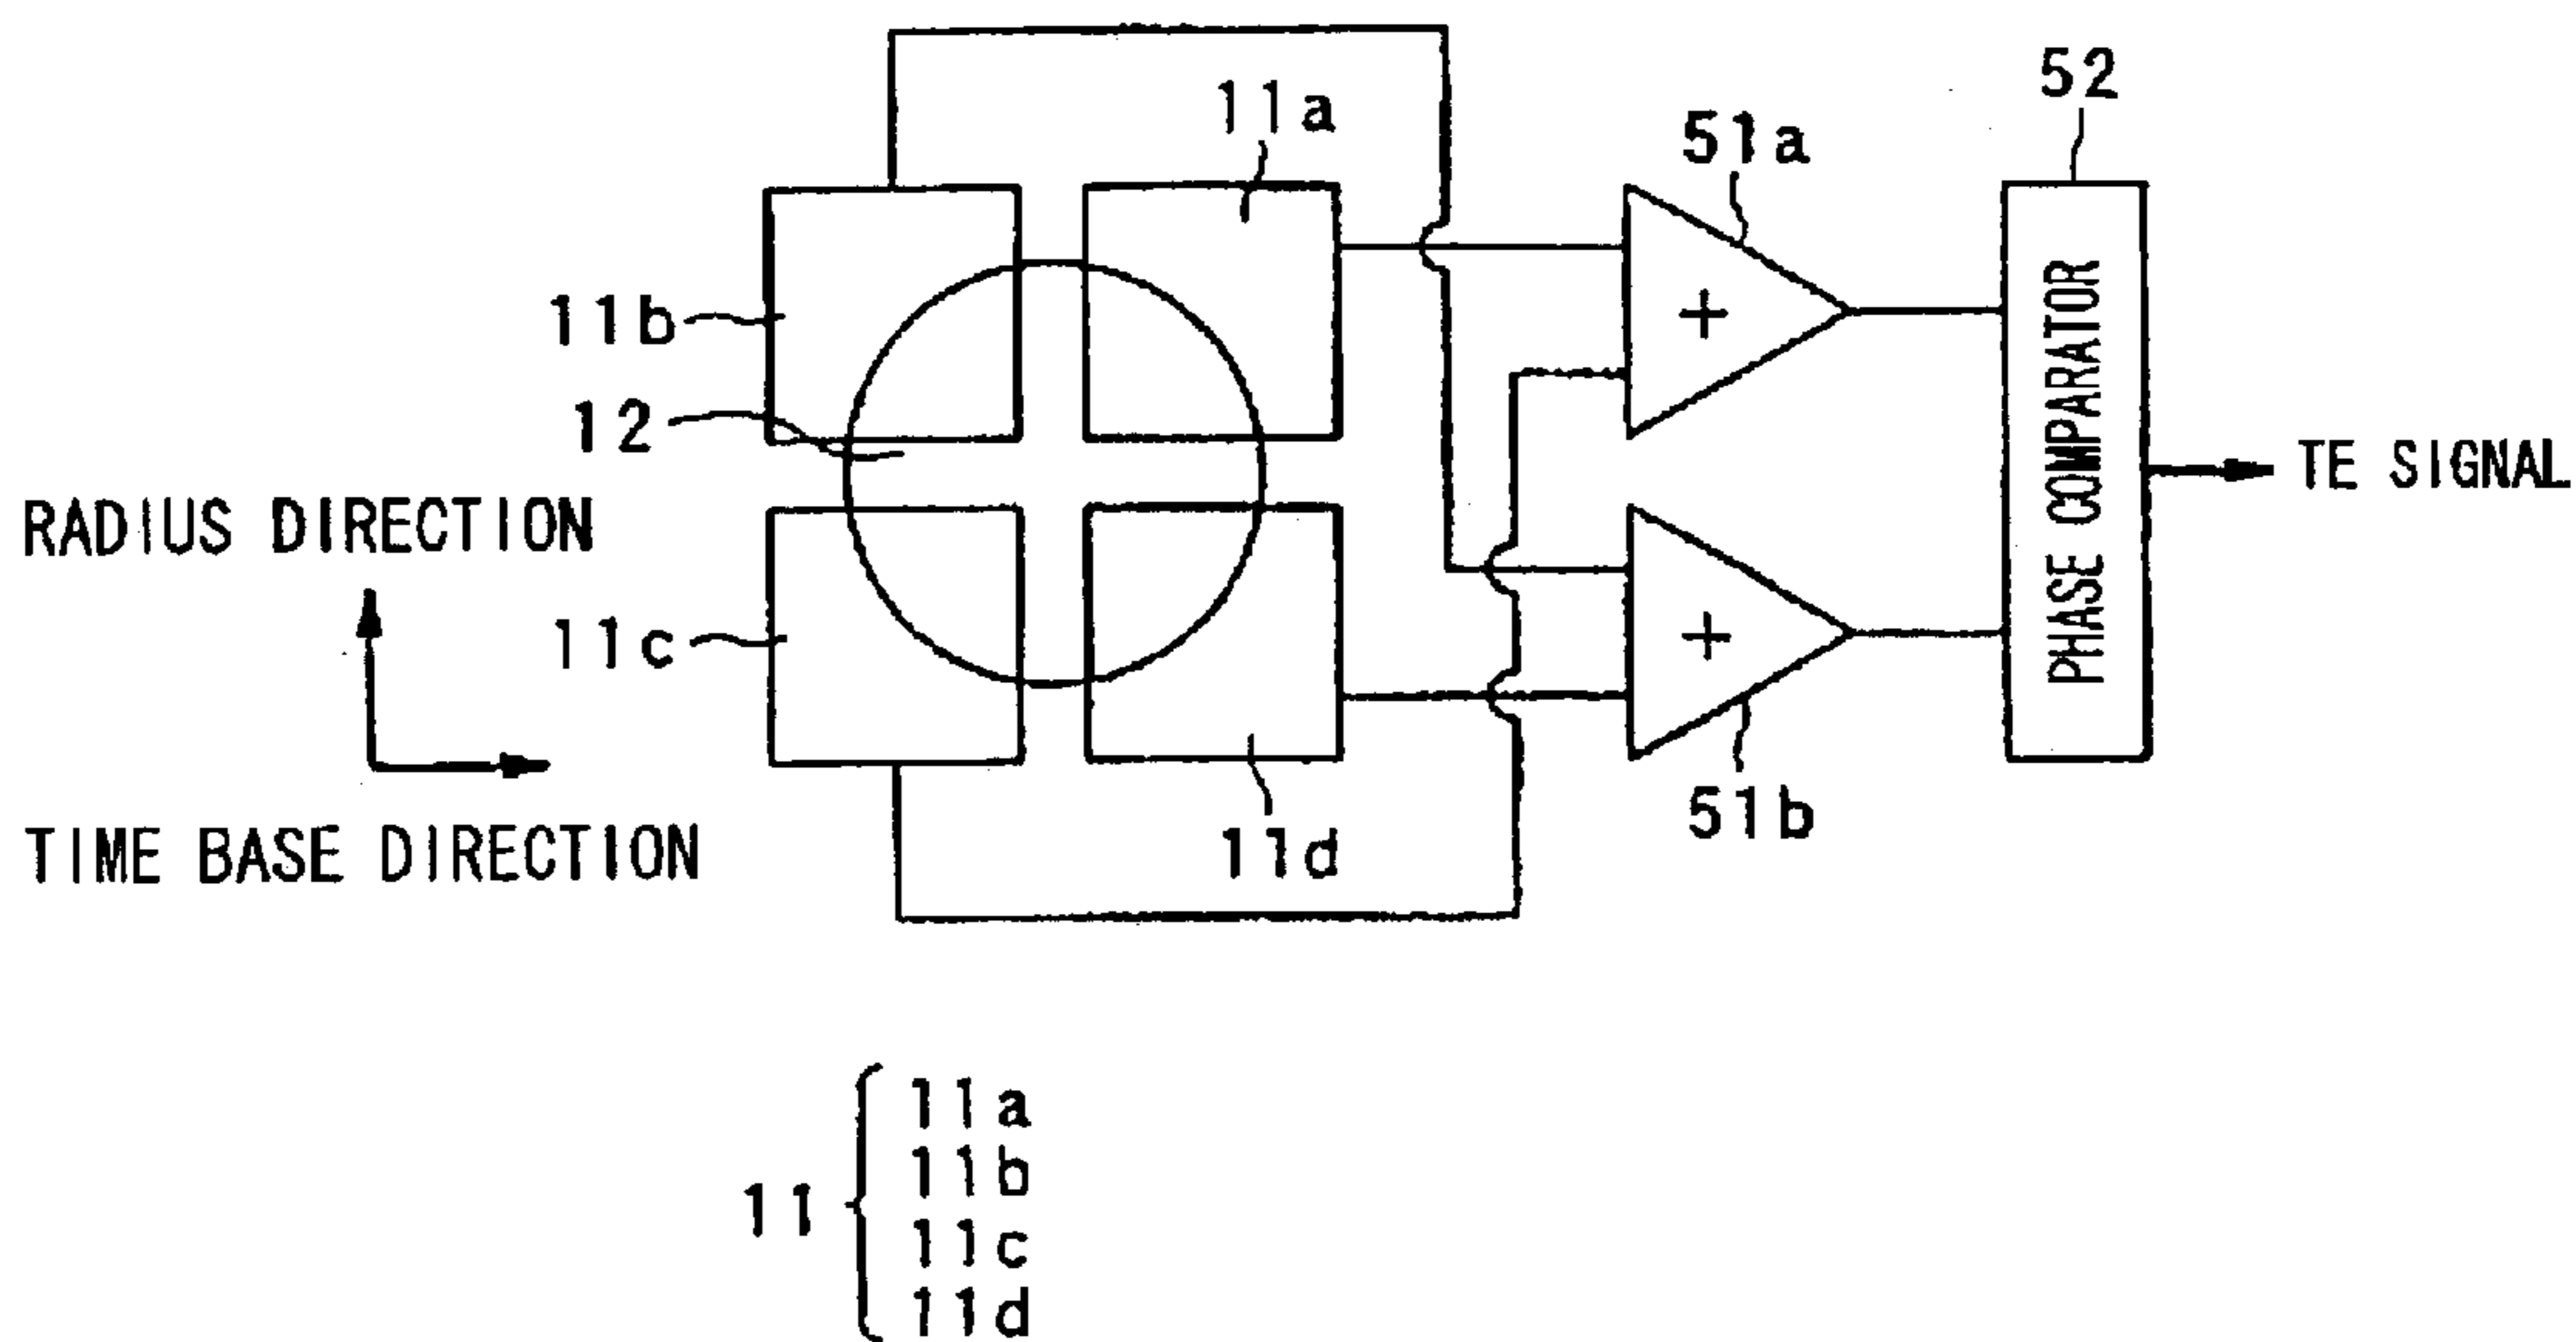 52
11a
51a
11b
12
PHASE COMPARATOR
+
TE SIGNAL
RADIUS DIRECTION
11c
+
51b
TIME BASE DIRECTION
11d
11a
11b
11
11c
11d